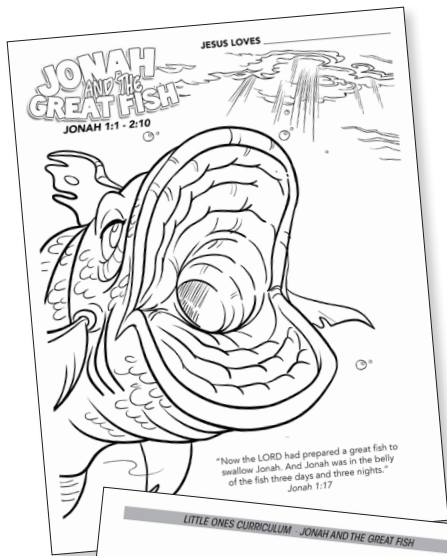 JESUS LOVES
JONAH
AND THE
GREAT FISH
JONAH 1:1 - 2:10
“Now the LORD had prepared a great fish to
swallow Jonah. And Jonah was in the belly
of the fish three days and three nights.”
Jonah 1:17
LITTLE ONES CURRICULUM - JONAH AND THE GREAT FISH